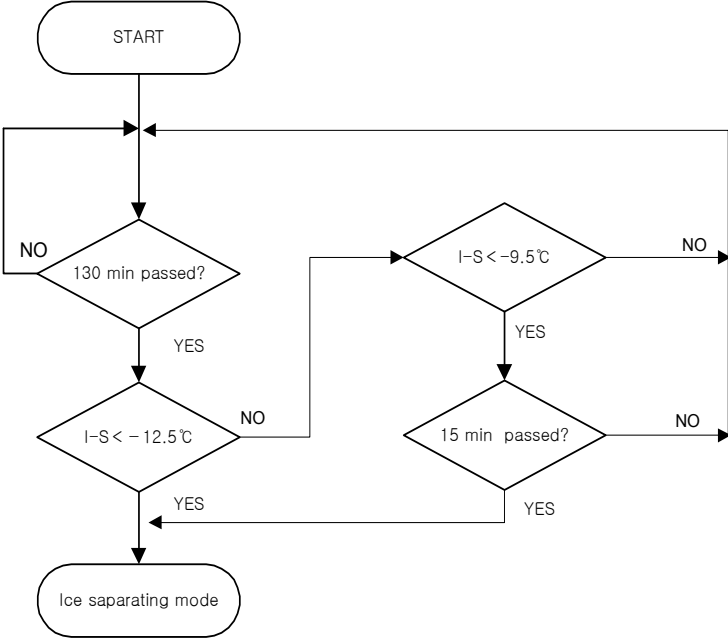 START
NO
130 min passed?
YES
I-S < -12.5℃
NO
YES
Ice saparating mode
I-S < -9.5℃
NO
YES
15 min passed?
NO
YES